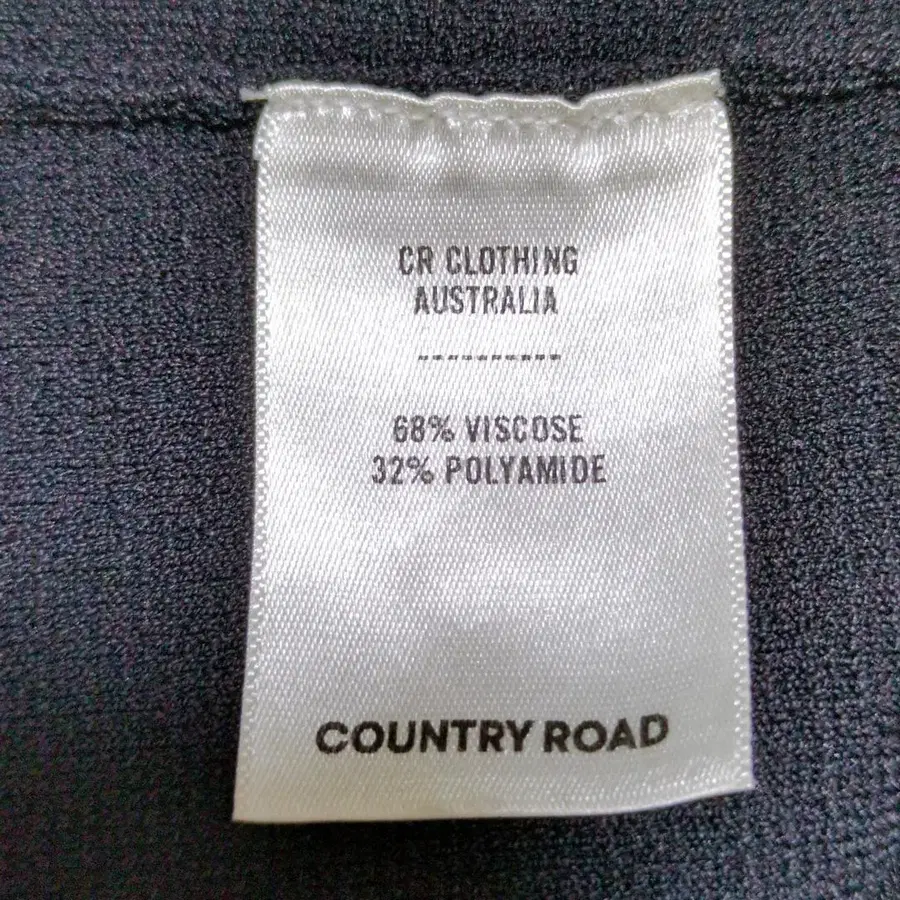 CR CLOTHING
AUSTRALIA
----------
68% VISCOSE
32% POLYAMIDE
COUNTRY ROAD